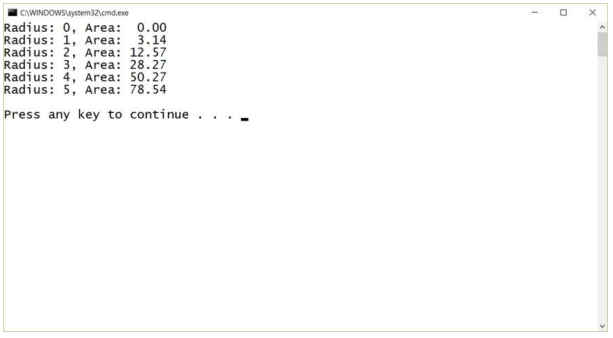 C:\WINDOWS\system32\cmd.exe
Radius: 0, Area:  0.00
Radius: 1, Area:  3.14
Radius: 2, Area: 12.57
Radius: 3, Area: 28.27
Radius: 4, Area: 50.27
Radius: 5, Area: 78.54
Press any key to continue . . .